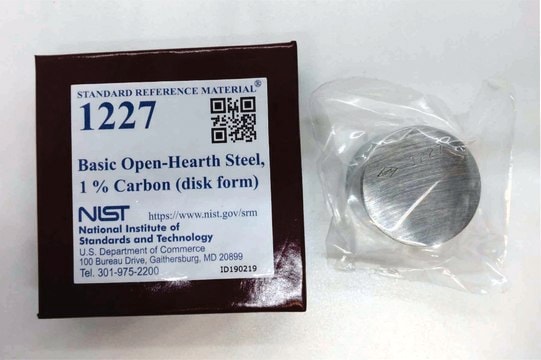 STANDARD REFERENCE MATERIAL®
1227
Basic Open-Hearth Steel,
1 % Carbon (disk form)
NIST https://www.nist.gov/srm
National Institute of
Standards and Technology
U.S. Department of Commerce
100 Bureau Drive, Gaithersburg, MD 20899
Tel. 301-975-2200 ID190219